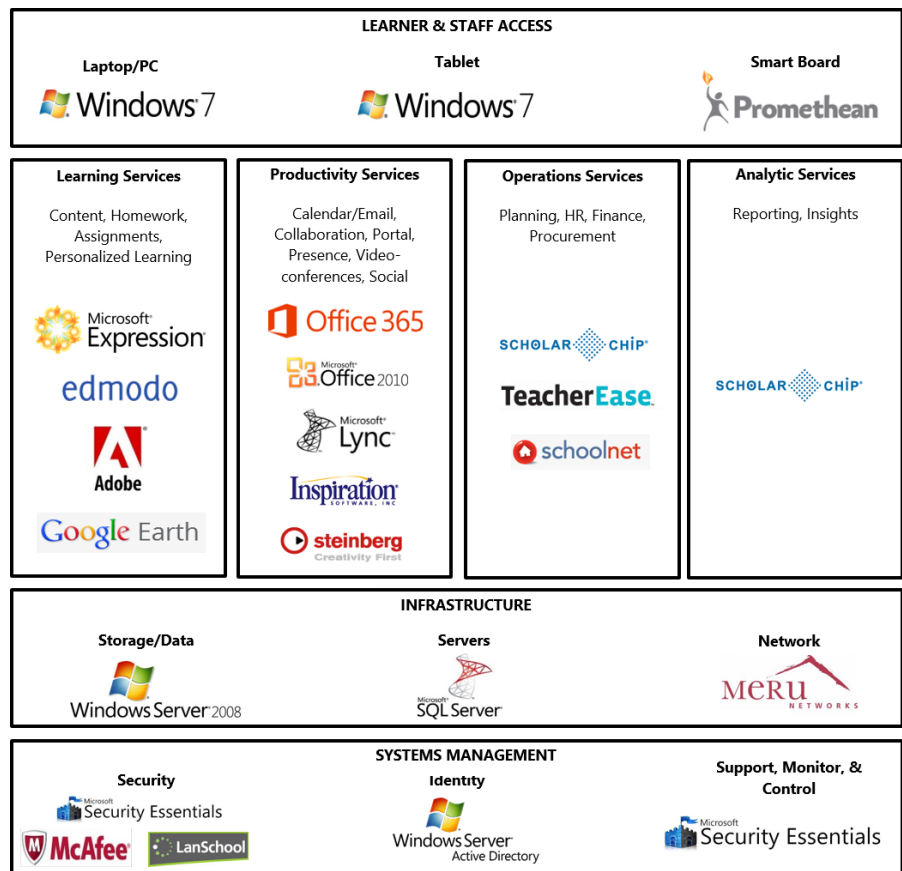 LEARNER & STAFF ACCESS
Laptop/PC
Windows 7
Tablet
Windows 7
Smart Board
Promethean
Learning Services
Content, Homework,
Assignments,
Personalized Learning
Microsoft®
Expression®
edmodo
Adobe®
Google Earth
Productivity Services
Calendar/Email,
Collaboration, Portal,
Presence, Video-
conferences, Social
Office 365
Microsoft®
Office 2010
Microsoft®
Lync™
Inspiration®
SOFTWARE, INC
steinberg
Creativity First
Operations Services
Planning, HR, Finance,
Procurement
SCHOLAR CHIP®
TeacherEase
schoolnet
Analytic Services
Reporting, Insights
SCHOLAR CHIP®
INFRASTRUCTURE
Storage/Data
Windows Server® 2008
Servers
Microsoft®
SQL Server®
Network
MERU
NETWORKS
SYSTEMS MANAGEMENT
Security
Microsoft
Security Essentials
McAfee®
LanSchool
Identity
Windows Server®
Active Directory
Support, Monitor, &
Control
Microsoft
Security Essentials